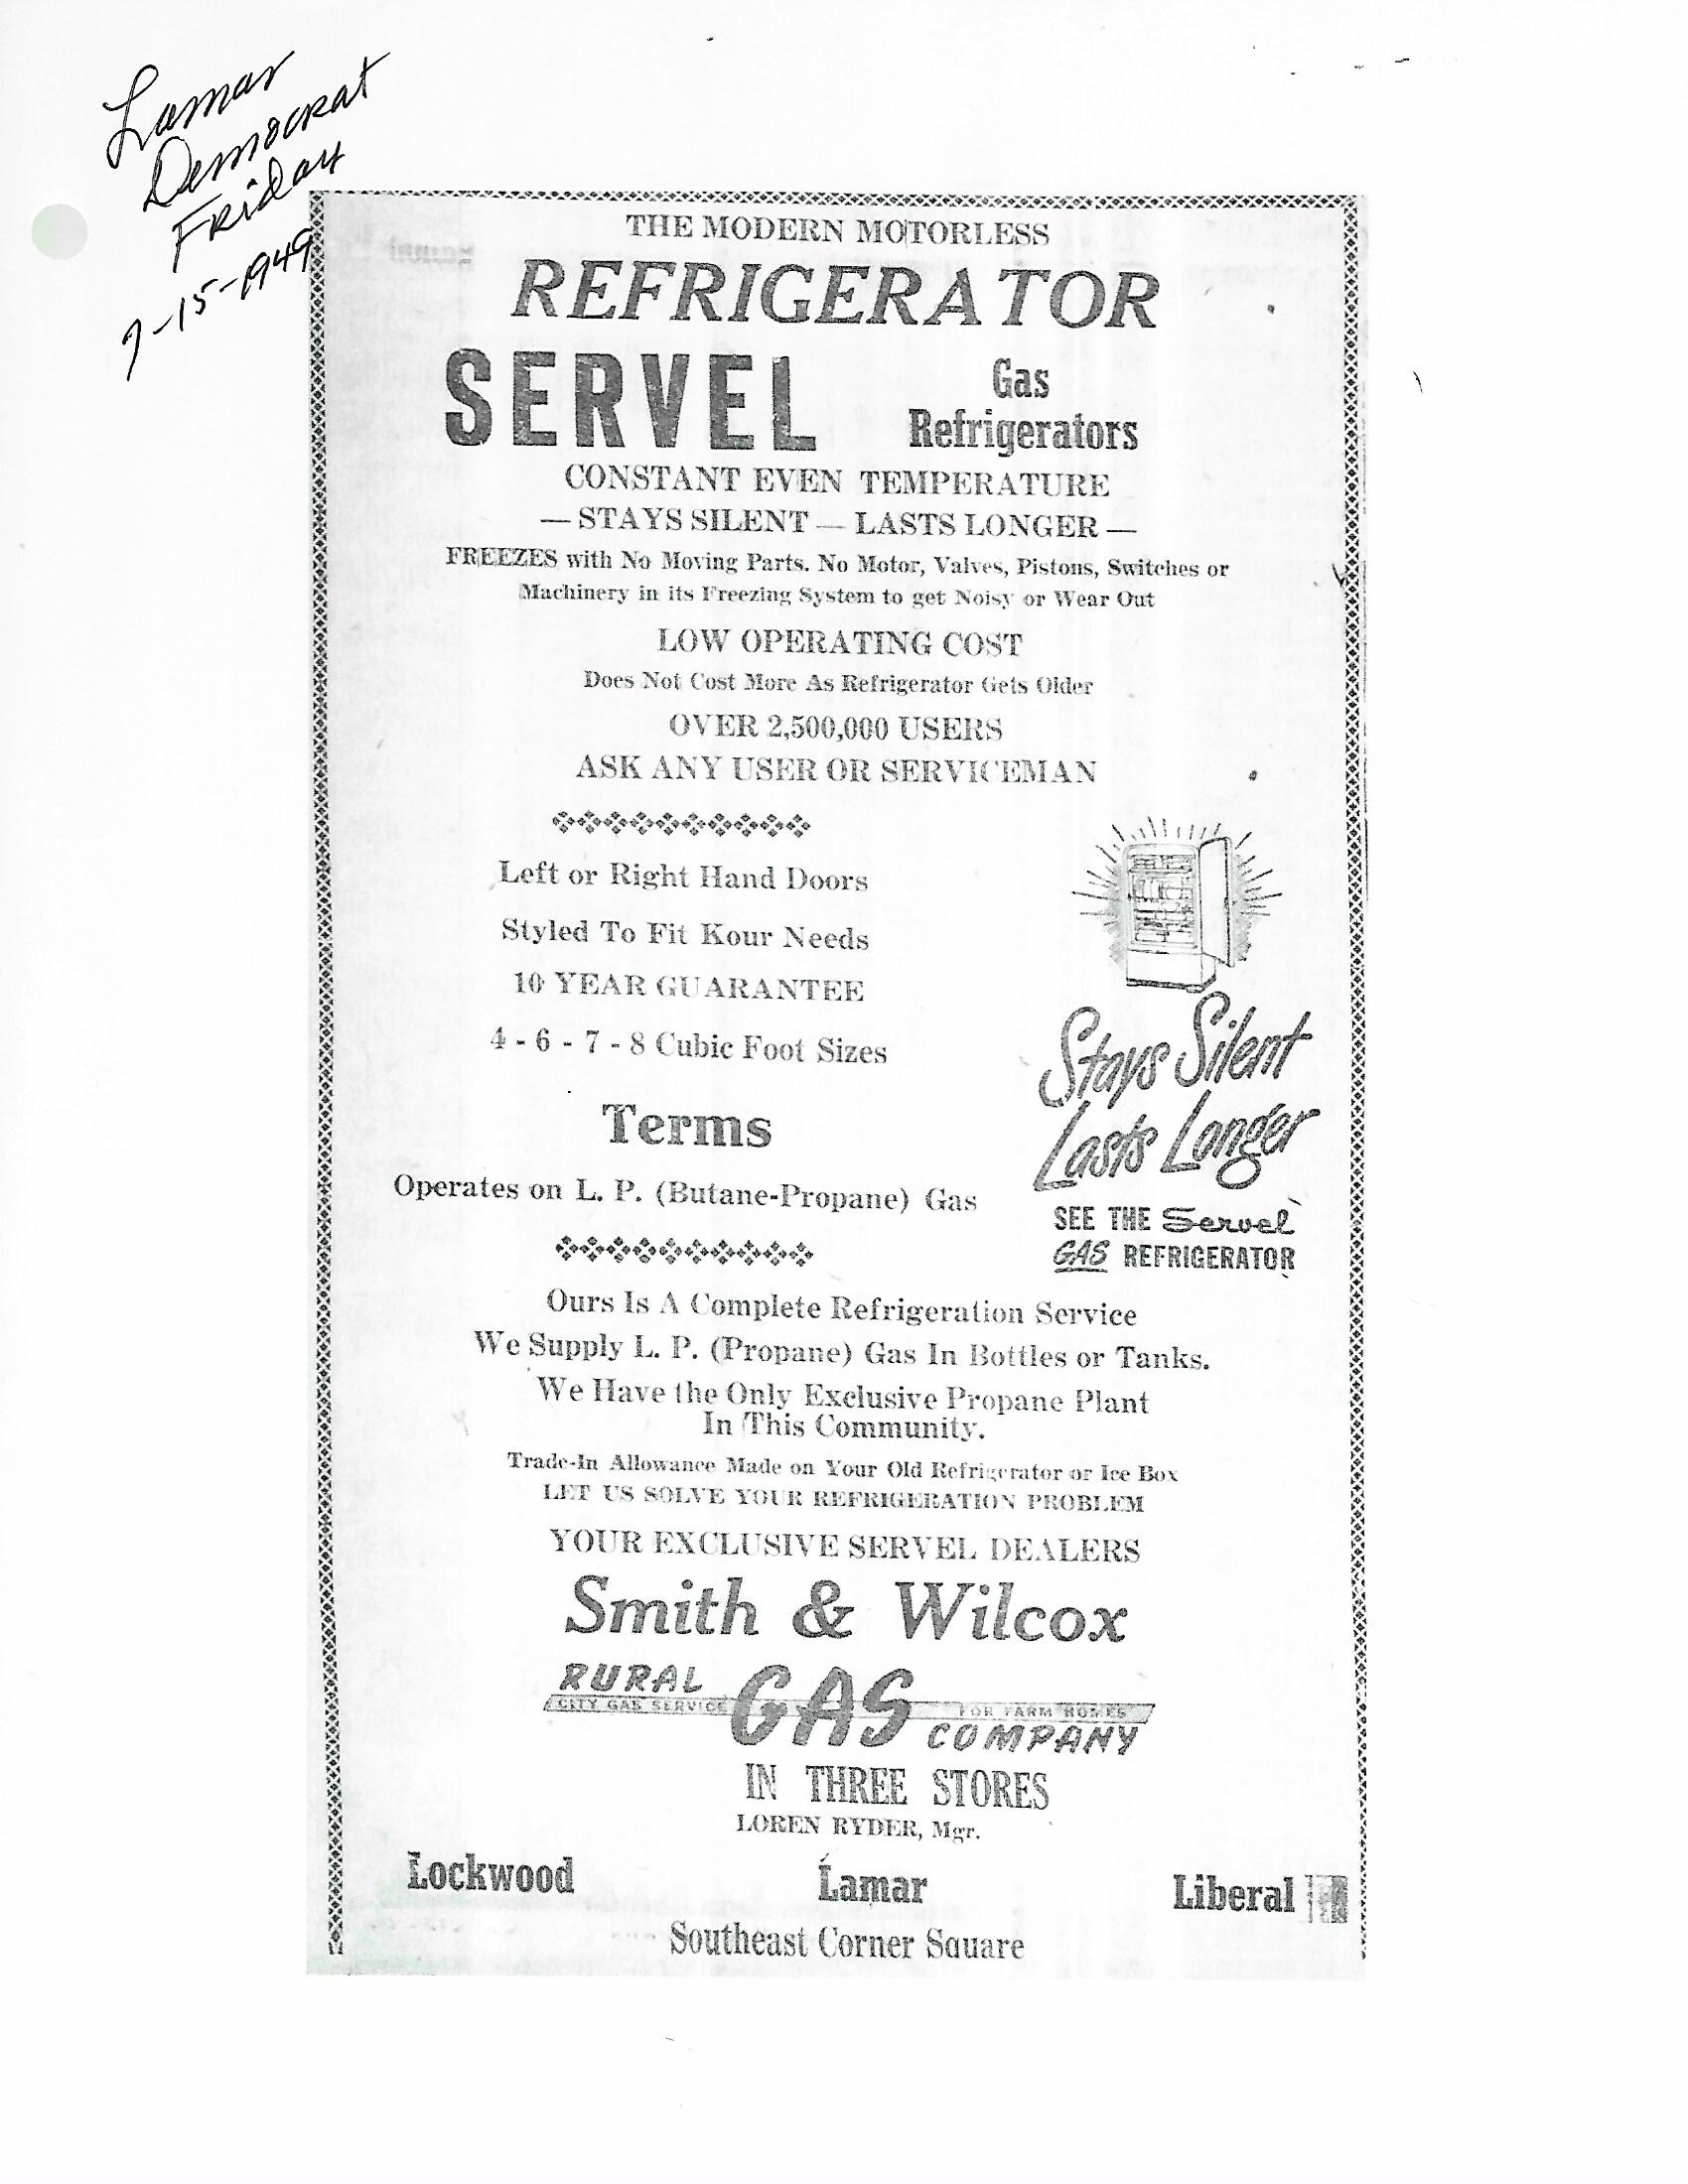 Lamar
Democrat
Friday
7-15-1949
THE MODERN MOTORLESS
REFRIGERATOR
SERVEL
Gas
Refrigerators
CONSTANT EVEN TEMPERATURE
— STAYS SILENT — LASTS LONGER —
FREEZES with No Moving Parts. No Motor, Valves, Pistons, Switches or
Machinery in its Freezing System to get Noisy or Wear Out
LOW OPERATING COST
Does Not Cost More As Refrigerator Gets Older
OVER 2,500,000 USERS
ASK ANY USER OR SERVICEMAN
Left or Right Hand Doors
Styled To Fit Kour Needs
10 YEAR GUARANTEE
4 - 6 - 7 - 8 Cubic Foot Sizes
Terms
Operates on L. P. (Butane-Propane) Gas
Stays Silent
Lasts Longer
SEE THE Servel
GAS REFRIGERATOR
Ours Is A Complete Refrigeration Service
We Supply L. P. (Propane) Gas In Bottles or Tanks.
We Have the Only Exclusive Propane Plant
In This Community.
Trade-In Allowance Made on Your Old Refrigerator or Ice Box
LET US SOLVE YOUR REFRIGERATION PROBLEM
YOUR EXCLUSIVE SERVEL DEALERS
Smith & Wilcox
RURAL GAS COMPANY
CITY GAS SERVICE FOR FARM HOMES
IN THREE STORES
LOREN RYDER, Mgr.
Lockwood Lamar Liberal
Southeast Corner Square